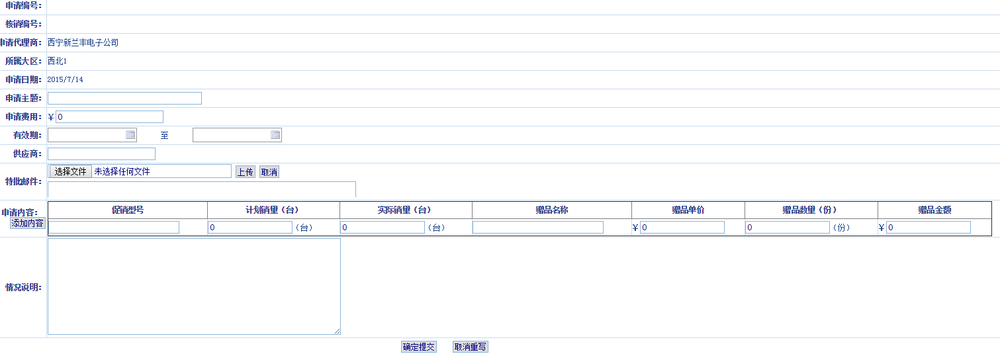 申请编号：
核销编号：
申请代理商： 西宁新兰丰电子公司
所属大区： 西北1
申请日期： 2015/7/14
申请主题：
申请费用： ￥ 0
有效期： 至
供应商：
特批邮件： 选择文件 未选择任何文件 上传 取消
申请内容： 促销型号 计划销量（台） 实际销量（台） 赠品名称 赠品单价 赠品数量（份） 赠品金额
添加内容 0 （台） 0 （台） ￥ 0 0 （份） ￥ 0
情况说明：
确定提交 取消重写